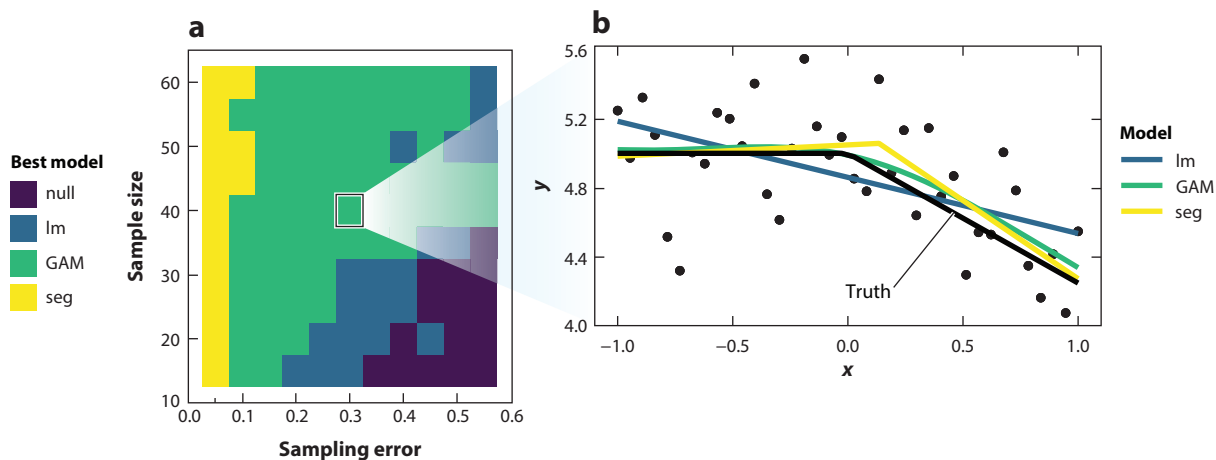 a
b
Best model
null
lm
GAM
seg
Sample size
60
50
40
30
20
10
0.0
0.1
0.2
0.3
0.4
0.5
0.6
Sampling error
y
5.6
5.2
4.8
4.4
4.0
Truth
−1.0
−0.5
0.0
0.5
1.0
x
Model
lm
GAM
seg